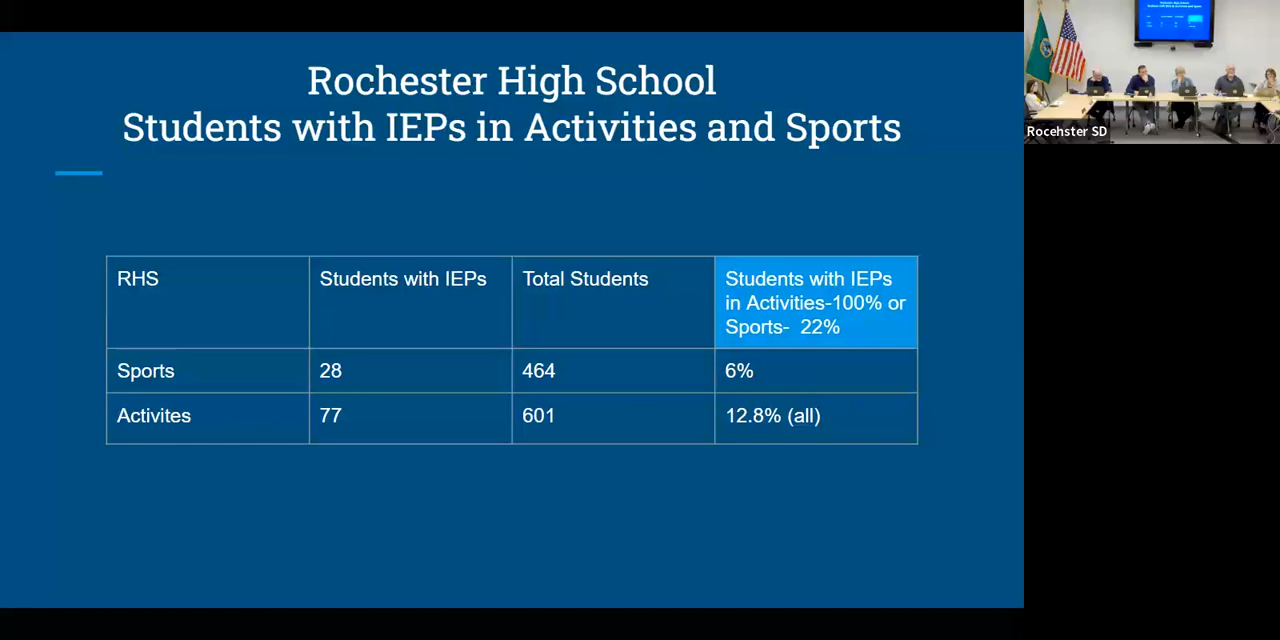 Rochester High School
Students with IEPs in Activities and Sports
RHS
Students with IEPs
Total Students
Students with IEPs
in Activities-100% or
Sports-  22%
Sports
28
464
6%
Activites
77
601
12.8% (all)
Rocehster SD